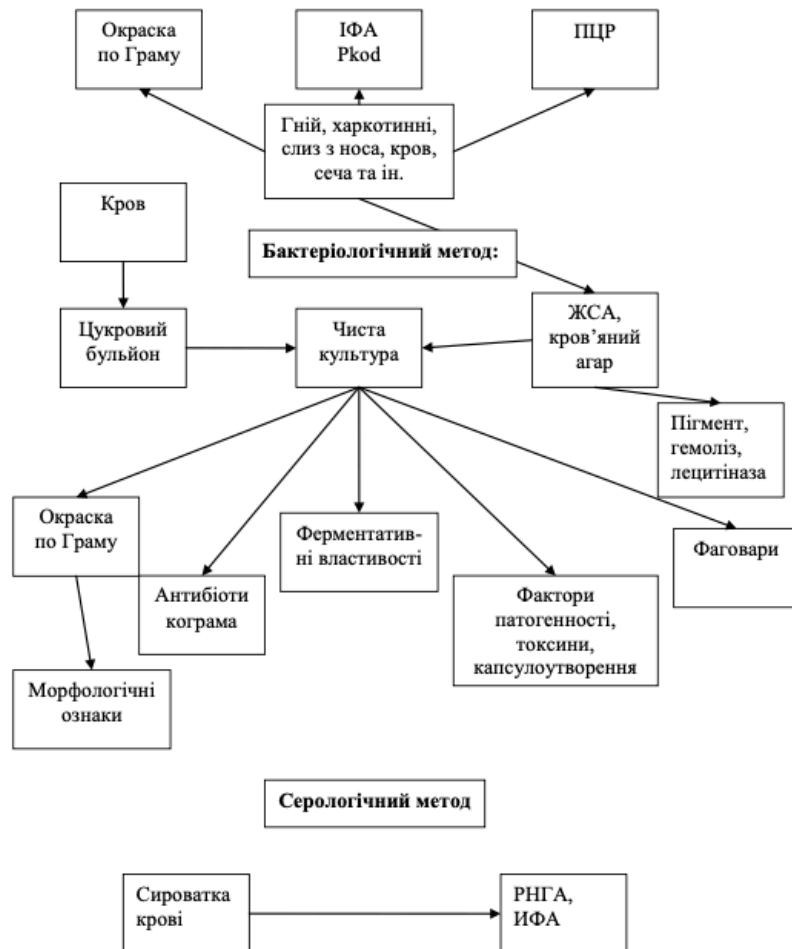 Окраска
по Граму
ІФА
Pkod
ПЦР
Гній, харкотинні,
слиз з носа, кров,
сеча та ін.
Кров
Бактеріологічний метод:
Цукровий
бульйон
Чиста
культура
ЖСА,
кров’яний
агар
Пігмент,
гемоліз,
лецитіназа
Окраска
по Граму
Антибіоти
кограма
Ферментатив-
ні властивості
Фактори
патогенності,
токсини,
капсулоутворення
Фаговари
Морфологічні
ознаки
Серологічний метод
Сироватка
крові
РНГА,
ИФА